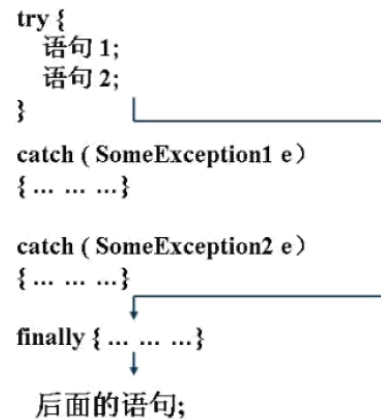 try {
语句 1;
语句 2;
}
catch ( SomeException1 e）
{ ... ... ...}
catch ( SomeException2 e）
{ ... ... ...}
finally { ... ... ...}
后面的语句;